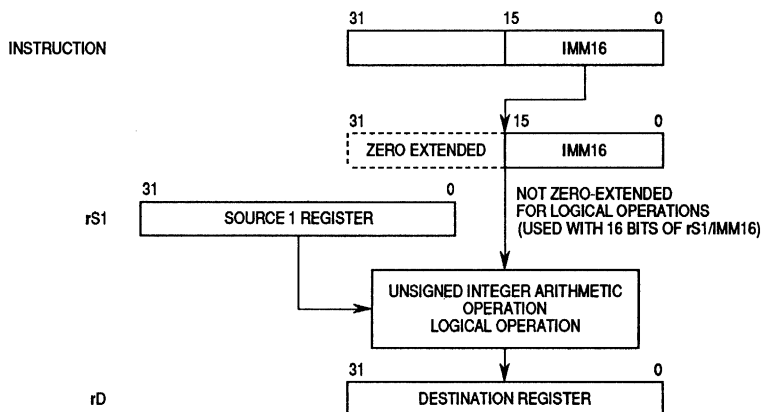 31 15 0
INSTRUCTION IMM16
31 15 0
ZERO EXTENDED IMM16
31 0
rS1 SOURCE 1 REGISTER
NOT ZERO-EXTENDED
FOR LOGICAL OPERATIONS
(USED WITH 16 BITS OF rS1/IMM16)
UNSIGNED INTEGER ARITHMETIC
OPERATION
LOGICAL OPERATION
31 0
rD DESTINATION REGISTER